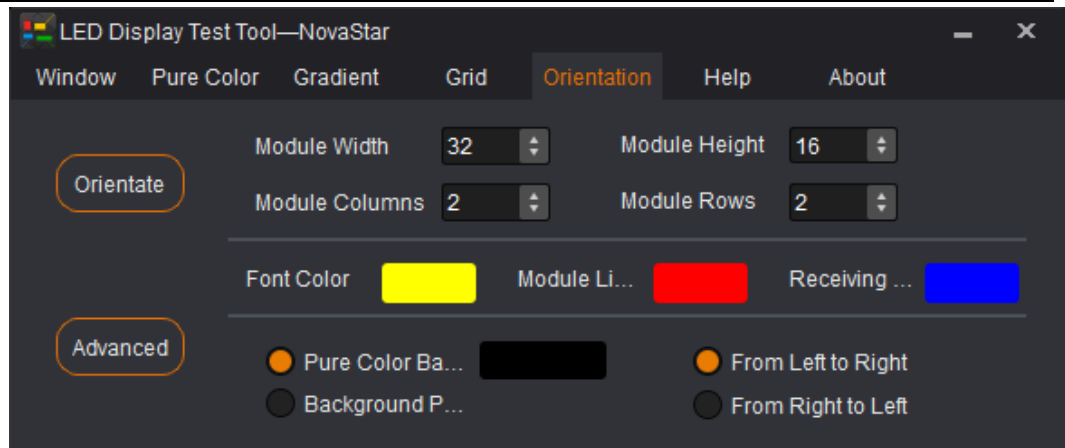 LED Display Test Tool—NovaStar
Window Pure Color Gradient Grid Orientation Help About
Module Width 32 Module Height 16
Orientate
Module Columns 2 Module Rows 2
Font Color Module Li... Receiving ...
Advanced
Pure Color Ba... From Left to Right
Background P... From Right to Left